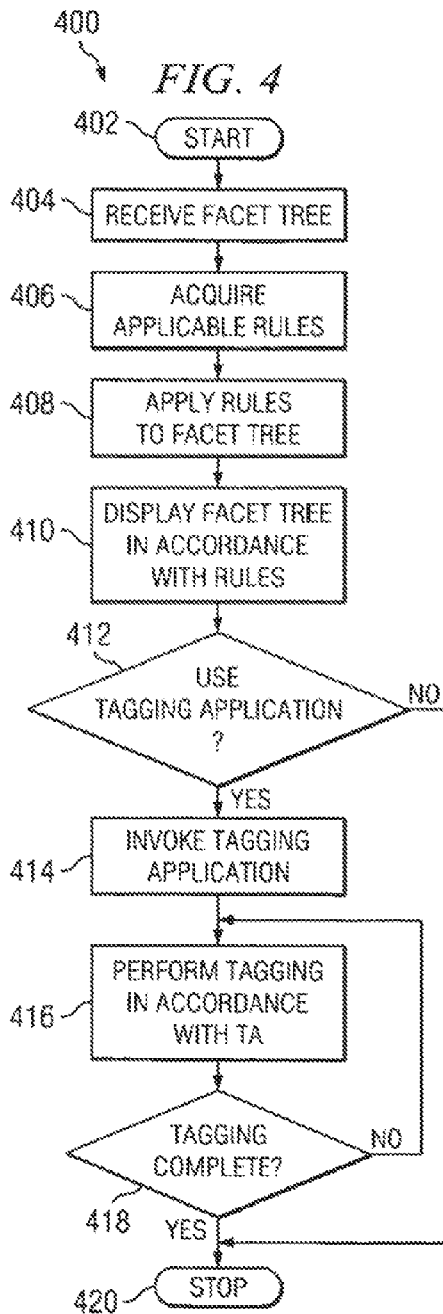 400
FIG. 4
402
START
404
RECEIVE FACET TREE
406
ACQUIRE
APPLICABLE RULES
408
APPLY RULES
TO FACET TREE
410
DISPLAY FACET TREE
IN ACCORDANCE
WITH RULES
412
USE
TAGGING APPLICATION
?
NO
YES
414
INVOKE TAGGING
APPLICATION
416
PERFORM TAGGING
IN ACCORDANCE
WITH TA
TAGGING
COMPLETE?
NO
418
YES
420
STOP